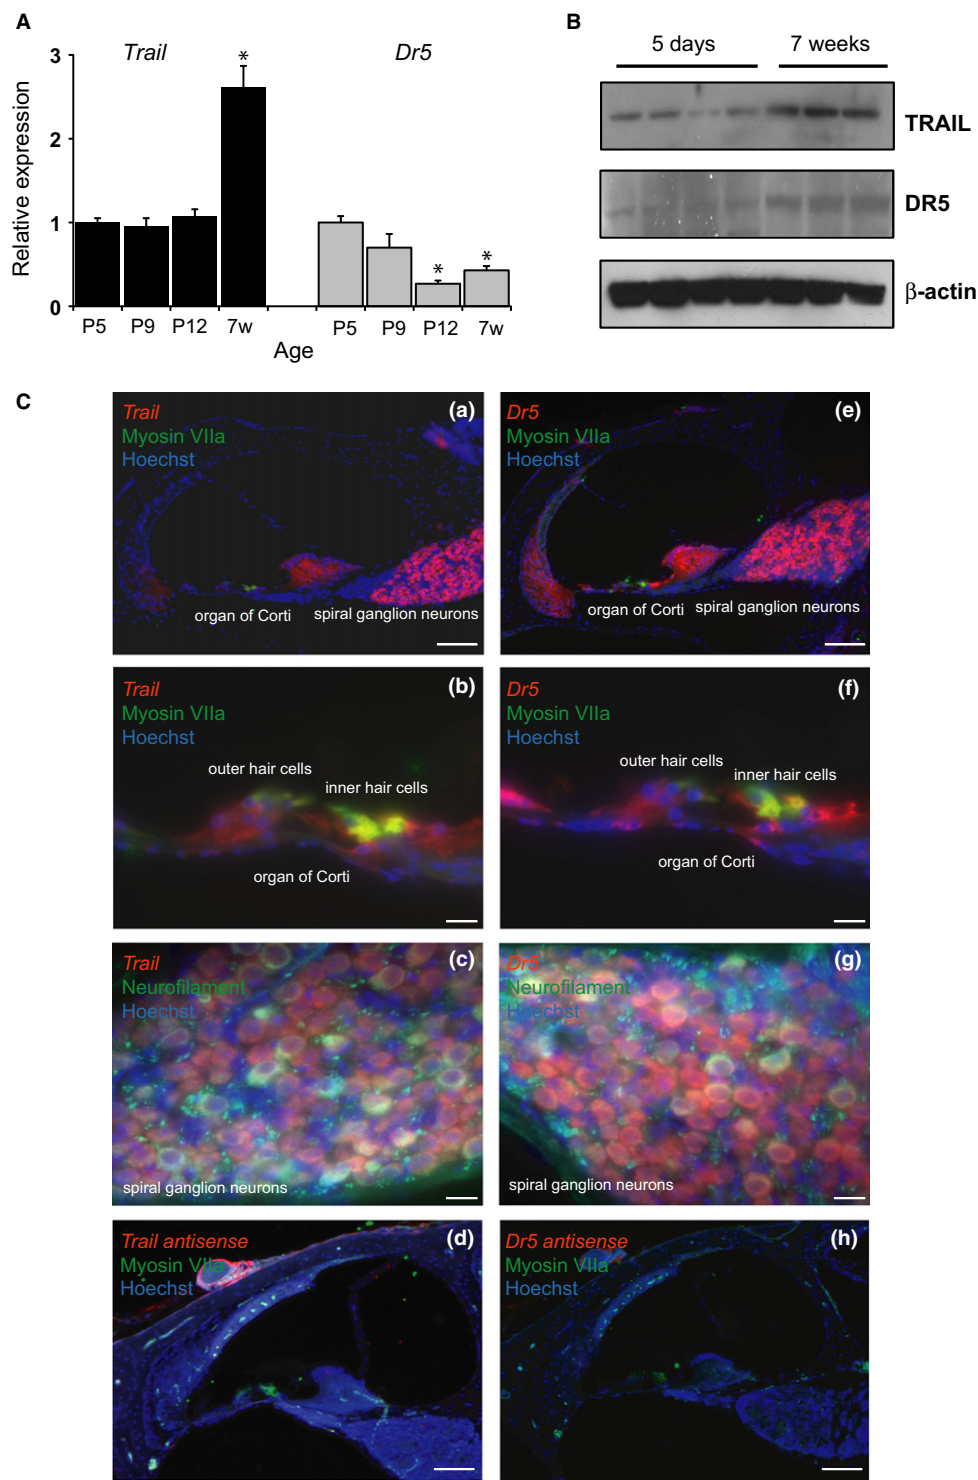 A
Trail
Dr5
Relative expression
3
2
1
0
*
*
*
P5 P9 P12 7w
P5 P9 P12 7w
Age
B
5 days 7 weeks
TRAIL
DR5
β-actin
C
Trail (a)
Myosin VIIa
Hoechst
organ of Corti spiral ganglion neurons
Dr5 (e)
Myosin VIIa
Hoechst
organ of Corti spiral ganglion neurons
Trail (b)
Myosin VIIa
Hoechst
outer hair cells
inner hair cells
organ of Corti
Dr5 (f)
Myosin VIIa
Hoechst
outer hair cells
inner hair cells
organ of Corti
Trail (c)
Neurofilament
Hoechst
spiral ganglion neurons
Dr5 (g)
Neurofilament
Hoechst
spiral ganglion neurons
Trail antisense (d)
Myosin VIIa
Hoechst
Dr5 antisense (h)
Myosin VIIa
Hoechst